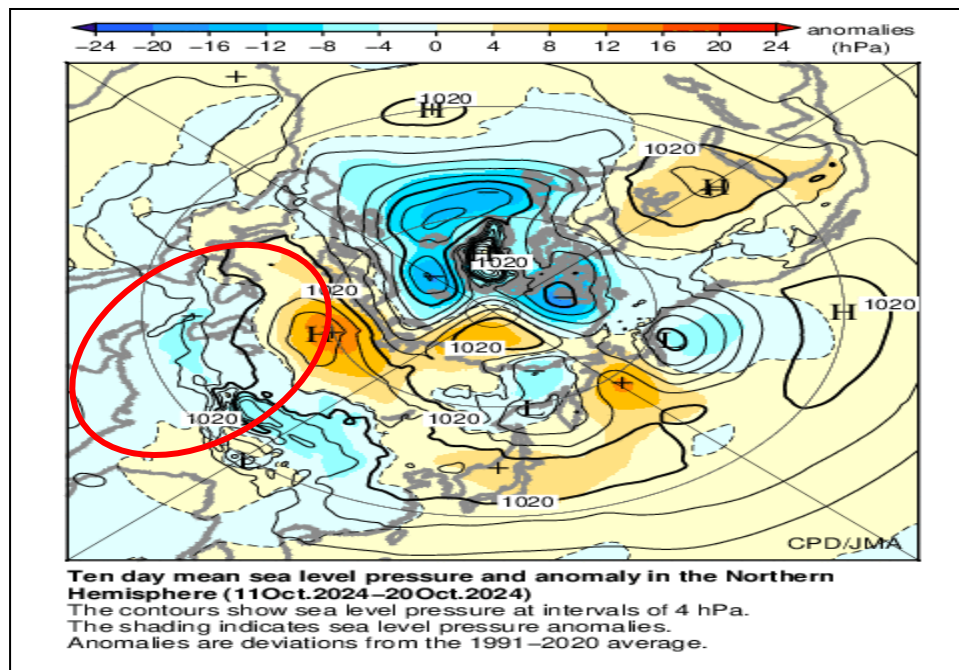 anomalies
−24 −20 −16 −12 −8 −4 0 4 8 12 16 20 24 (hPa)
1020
H
1020
H
1020
1020
1020
H
1020
H
L
1020
1020
L
L
1020
CPD/JMA
Ten day mean sea level pressure and anomaly in the Northern
Hemisphere (11Oct.2024−20Oct.2024)
The contours show sea level pressure at intervals of 4 hPa.
The shading indicates sea level pressure anomalies.
Anomalies are deviations from the 1991−2020 average.